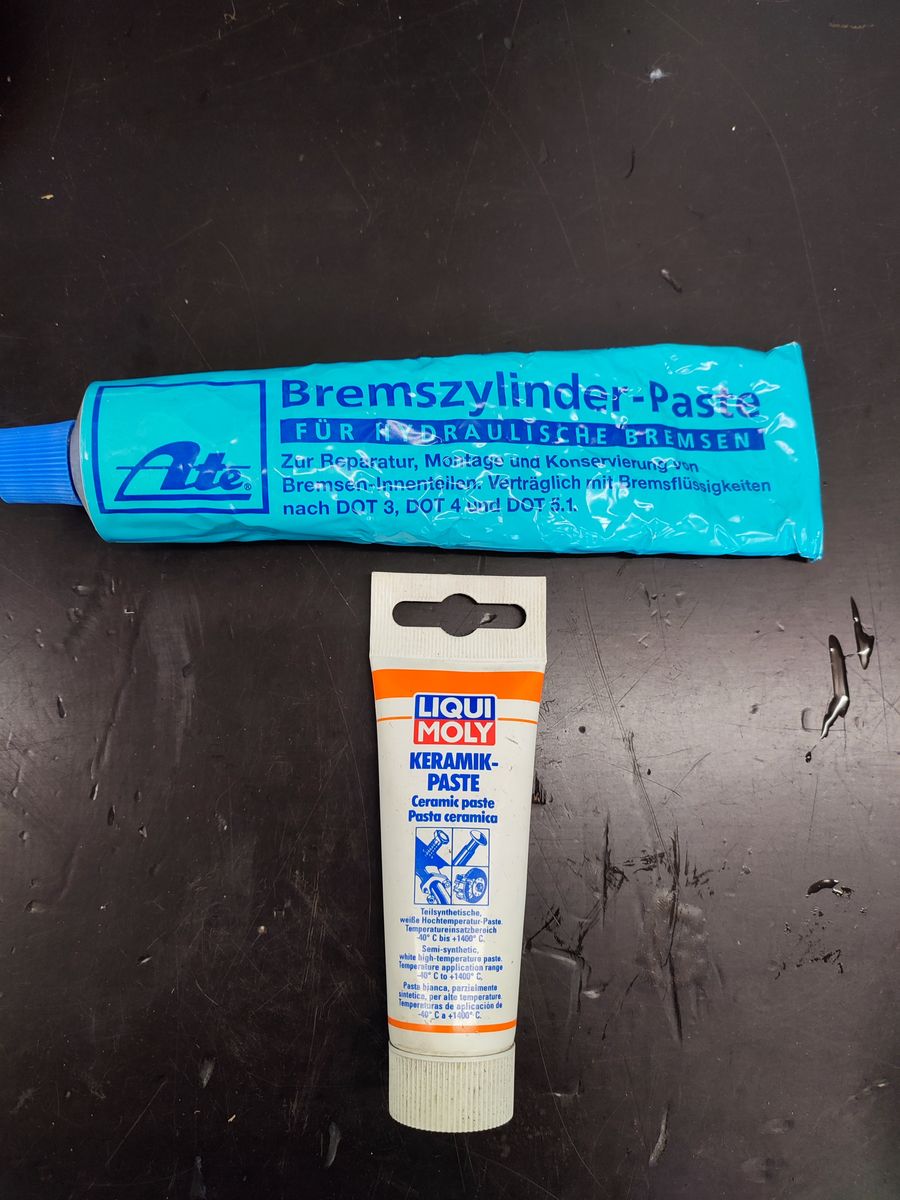 Ate®
Bremszylinder-Paste
FÜR HYDRAULISCHE BREMSEN
Zur Reparatur, Montage und Konservierung von
Bremsen-Innenteilen. Verträglich mit Bremsflüssigkeiten
nach DOT 3, DOT 4 und DOT 5.1.
LIQUI
MOLY
KERAMIK-
PASTE
Ceramic paste
Pasta ceramica
Teilsynthetische,
weiße Hochtemperatur-Paste.
Temperatureinsatzbereich
-40° C bis +1400° C.
Semi-synthetic,
white high-temperature paste.
Temperature application range
-40° C to +1400° C.
Pasta bianca, parzialmente
sintetica, per alte temperature.
Temperaturas de aplicación de
-40° C a +1400° C.